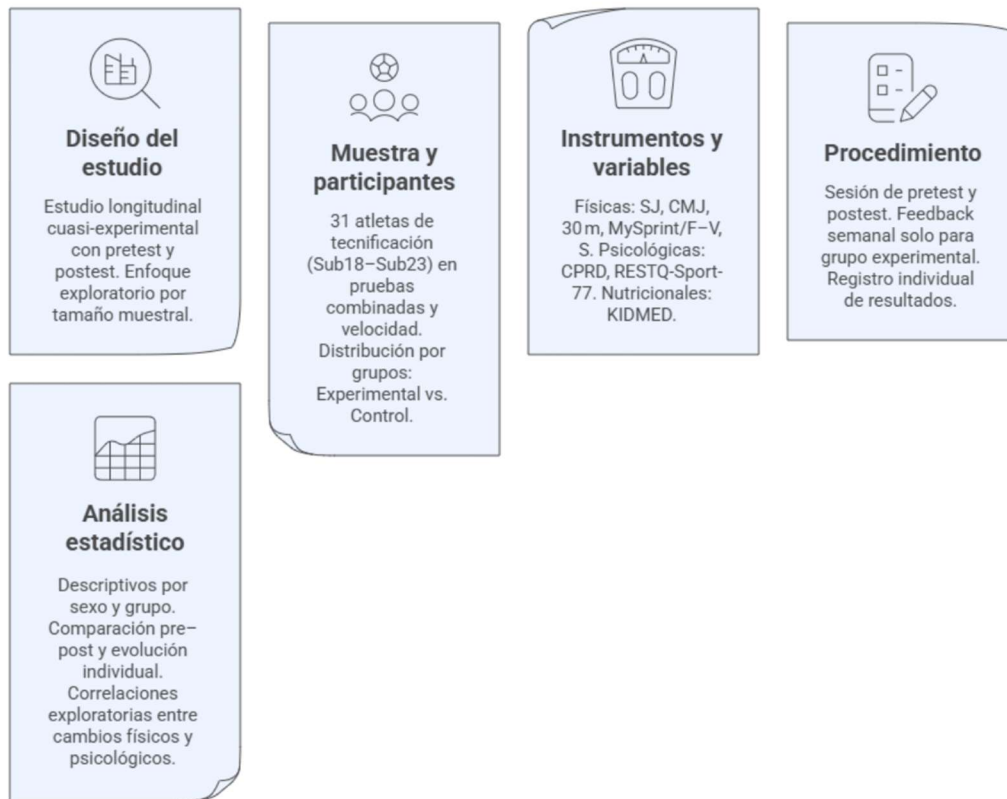 Diseño del
estudio
Estudio longitudinal
cuasi-experimental
con pretest y
postest. Enfoque
exploratorio por
tamaño muestral.
Muestra y
participantes
31 atletas de
tecnificación
(Sub18–Sub23) en
pruebas
combinadas y
velocidad.
Distribución por
grupos:
Experimental vs.
Control.
Instrumentos y
variables
Físicas: SJ, CMJ,
30 m, MySprint/F–V,
S. Psicológicas:
CPRD, RESTQ-Sport-
77. Nutricionales:
KIDMED.
Procedimiento
Sesión de pretest y
postest. Feedback
semanal solo para
grupo experimental.
Registro individual
de resultados.
Análisis
estadístico
Descriptivos por
sexo y grupo.
Comparación pre–
post y evolución
individual.
Correlaciones
exploratorias entre
cambios físicos y
psicológicos.